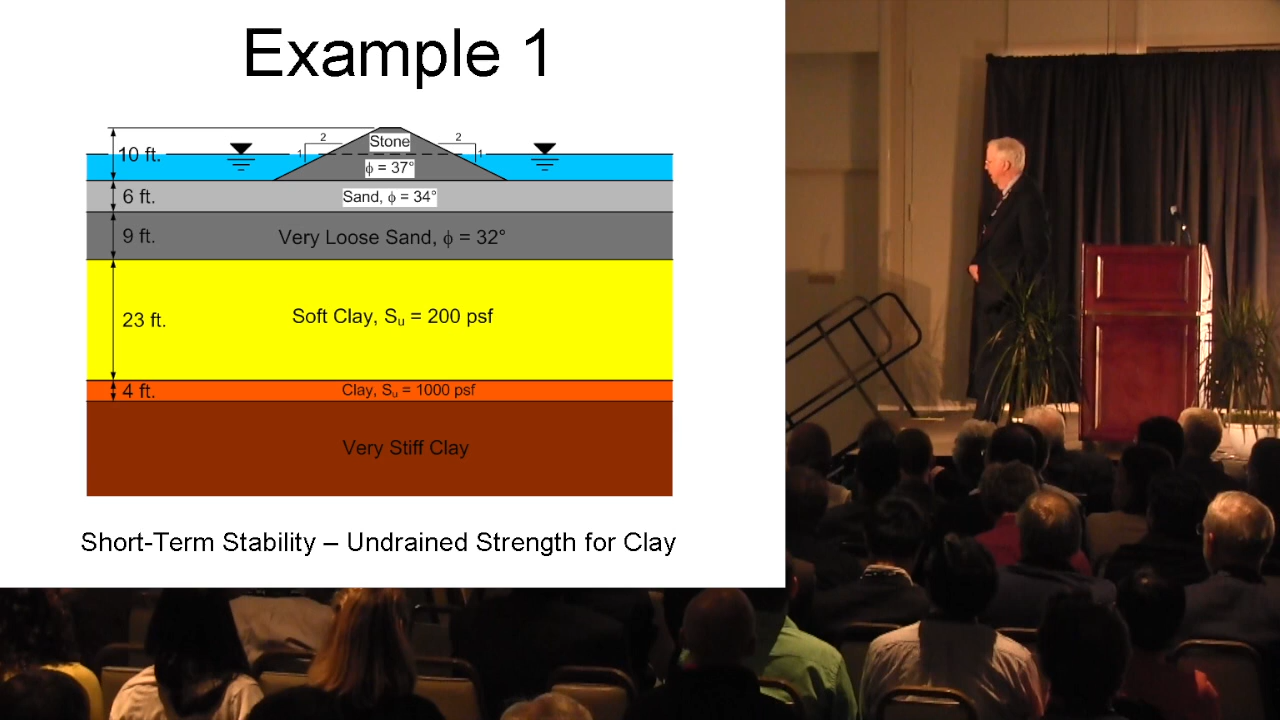 Example 1
2
2
Stone
1
1
10 ft.
ϕ = 37°
6 ft.
Sand, ϕ = 34°
9 ft.
Very Loose Sand, ϕ = 32°
23 ft.
Soft Clay, Su = 200 psf
4 ft.
Clay, Su = 1000 psf
Very Stiff Clay
Short-Term Stability – Undrained Strength for Clay